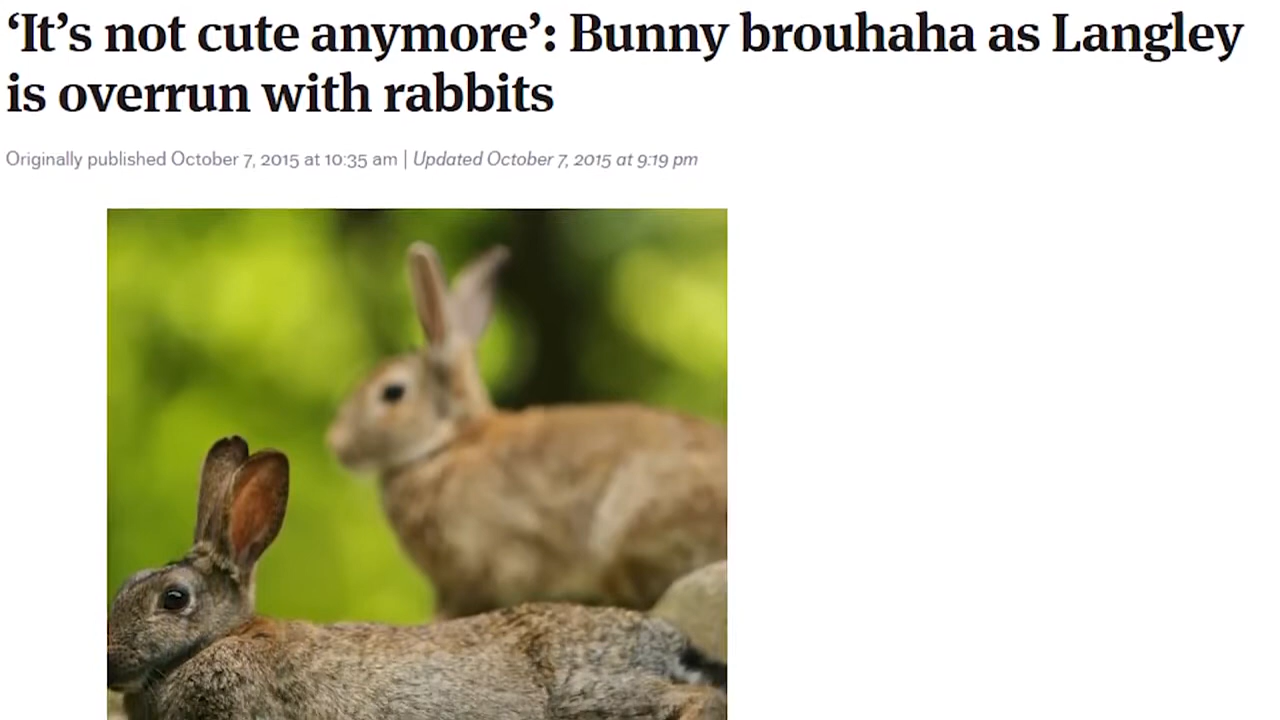 ‘It’s not cute anymore’: Bunny brouhaha as Langley
is overrun with rabbits
Originally published October 7, 2015 at 10:35 am | Updated October 7, 2015 at 9:19 pm